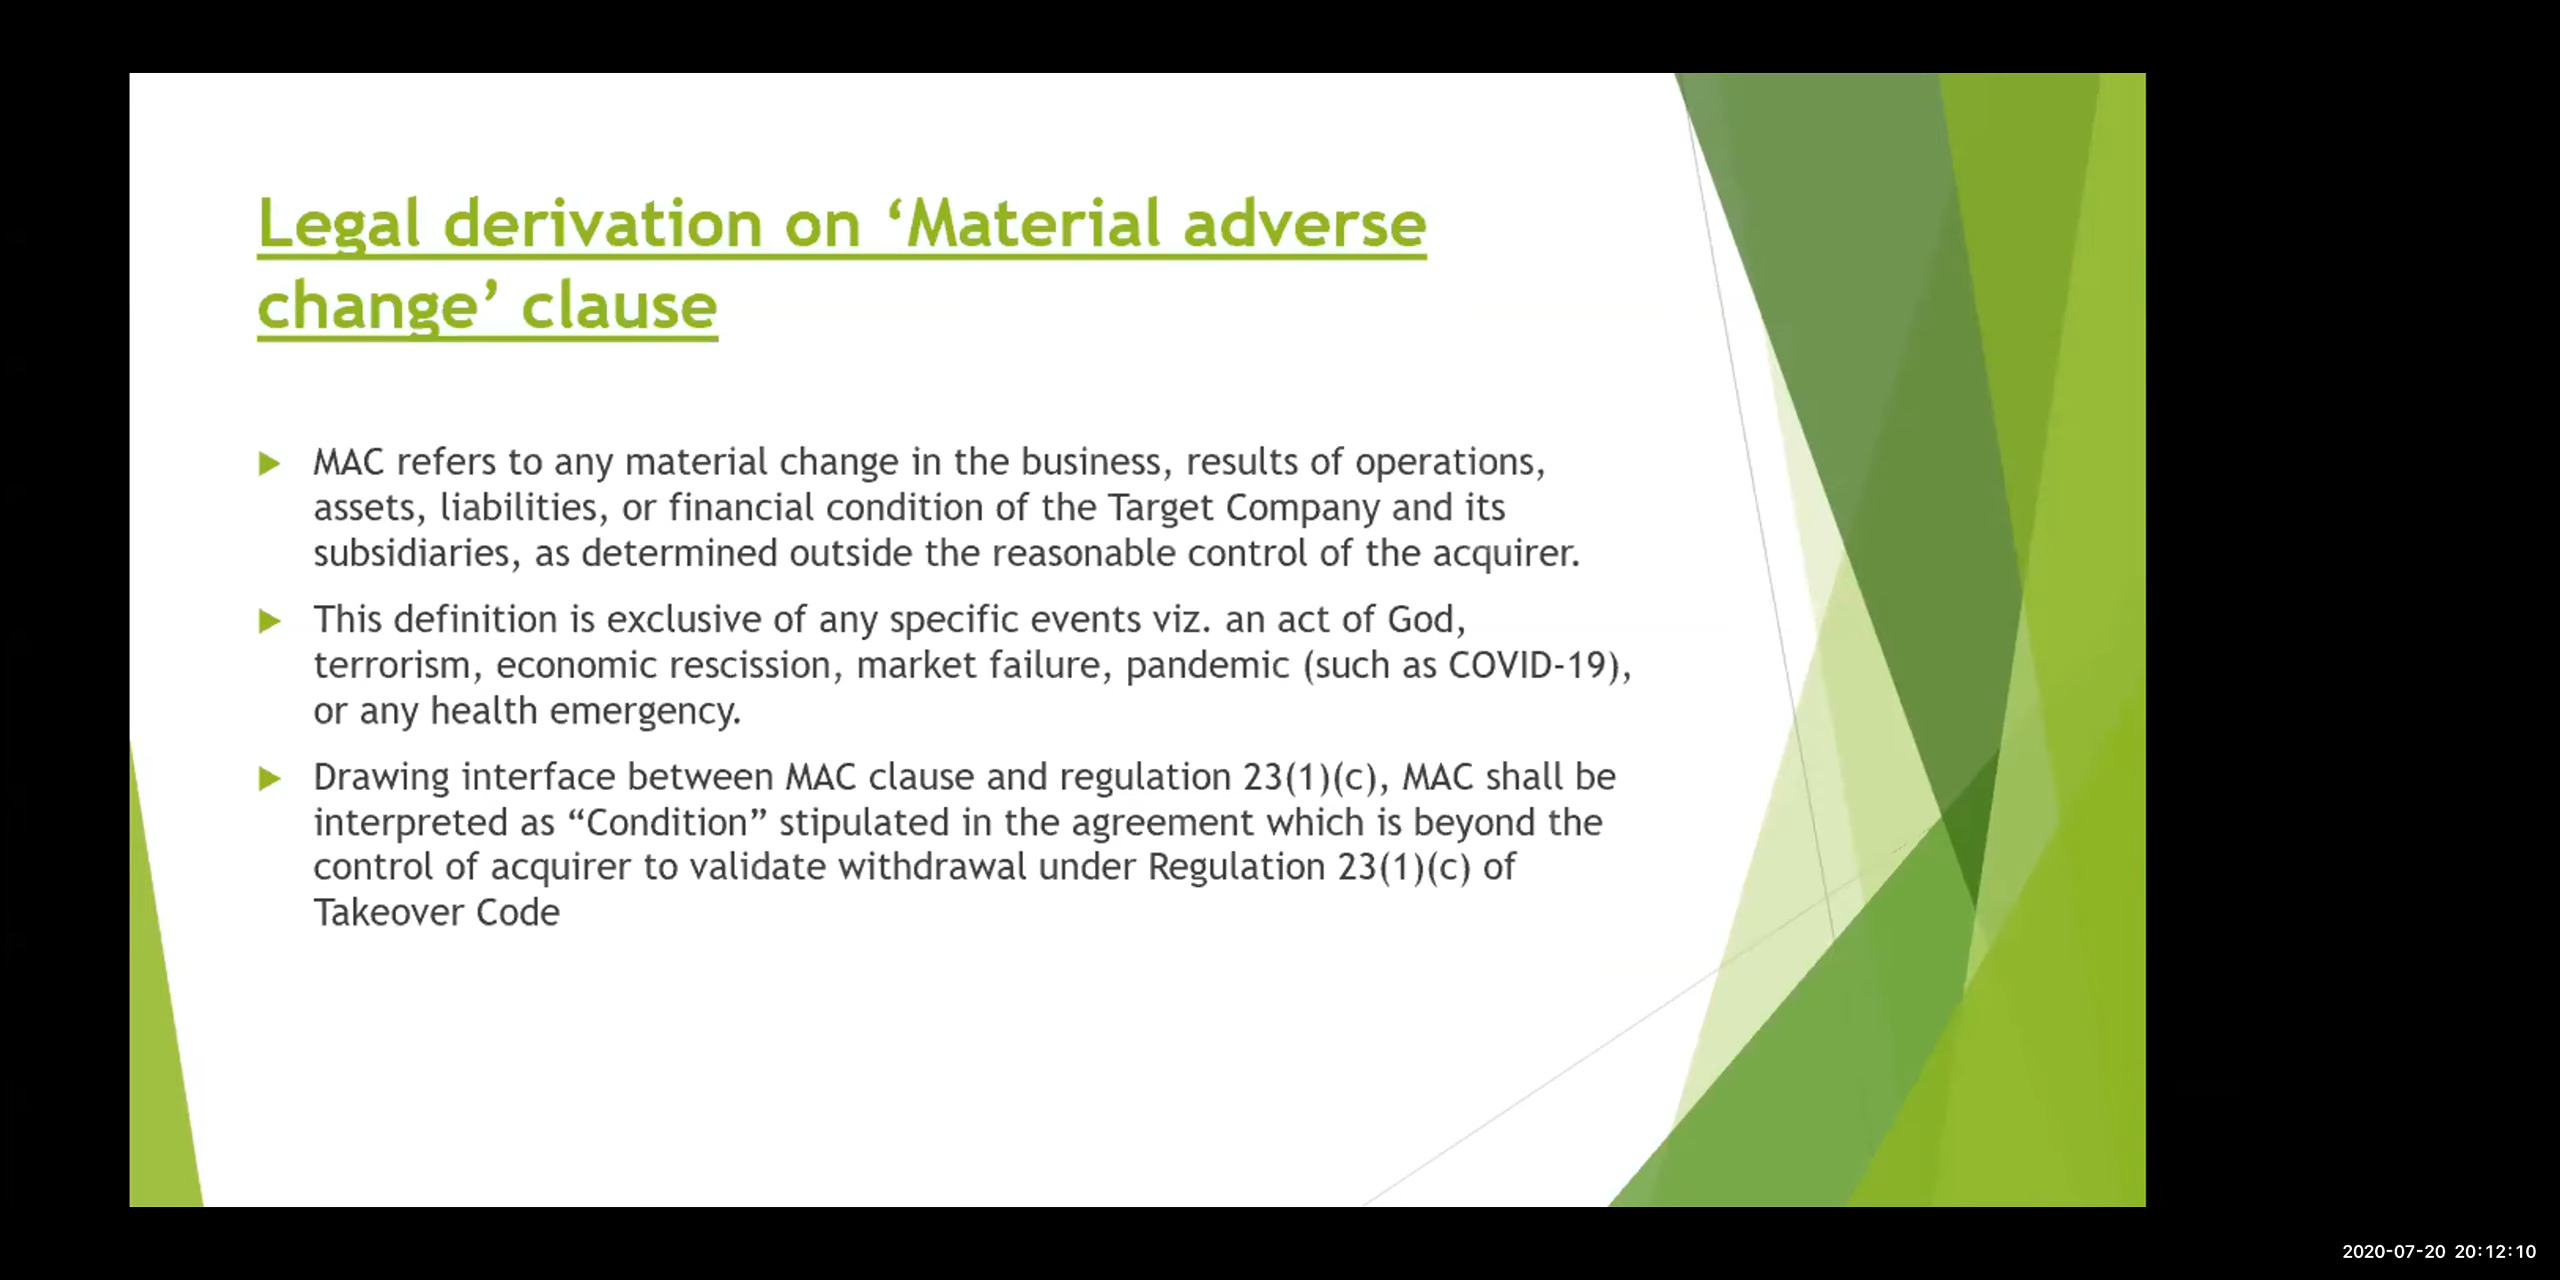 Legal derivation on ‘Material adverse
change’ clause
MAC refers to any material change in the business, results of operations,
assets, liabilities, or financial condition of the Target Company and its
subsidiaries, as determined outside the reasonable control of the acquirer.
This definition is exclusive of any specific events viz. an act of God,
terrorism, economic rescission, market failure, pandemic (such as COVID-19),
or any health emergency.
Drawing interface between MAC clause and regulation 23(1)(c), MAC shall be
interpreted as “Condition” stipulated in the agreement which is beyond the
control of acquirer to validate withdrawal under Regulation 23(1)(c) of
Takeover Code
2020-07-20 20:12:10